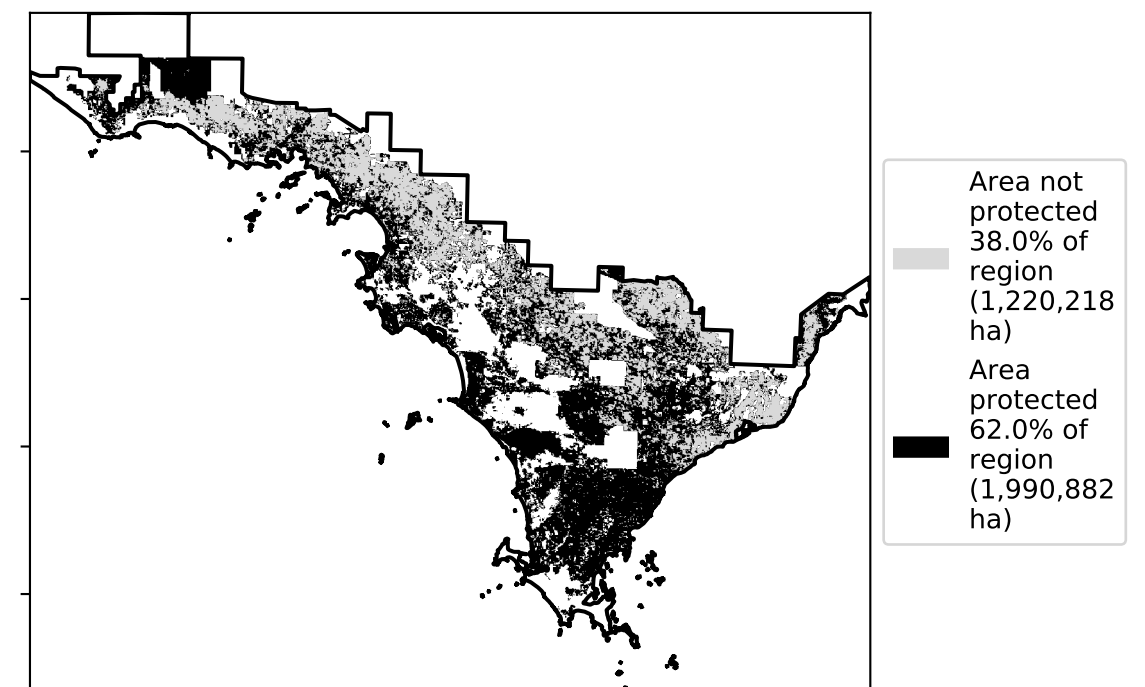 Area not
protected
38.0% of
region
(1,220,218
ha)
Area
protected
62.0% of
region
(1,990,882
ha)